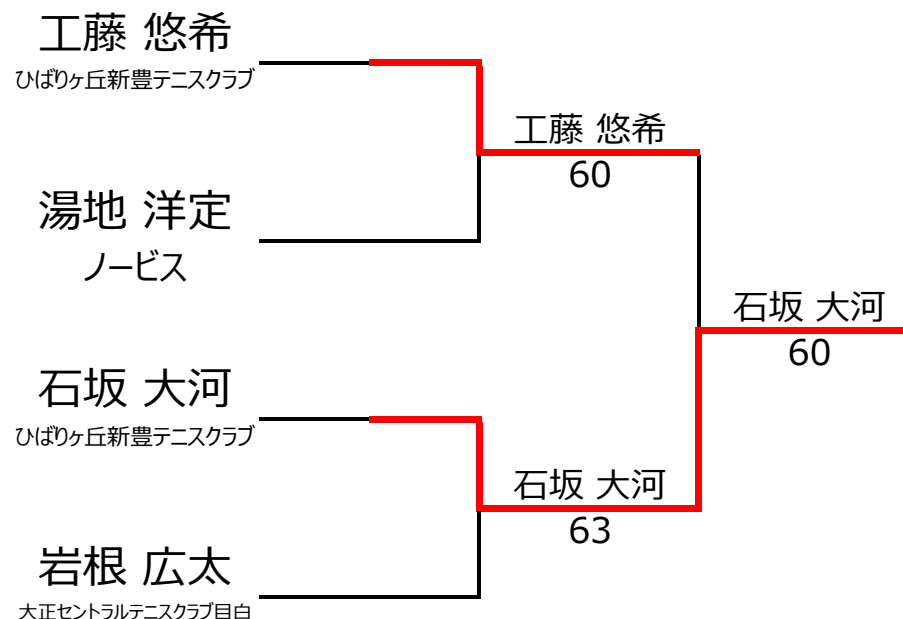 工藤 悠希
ひばりヶ丘新豊テニスクラブ
工藤 悠希
60
湯地 洋定
ノービス
石坂 大河
60
石坂 大河
ひばりヶ丘新豊テニスクラブ
石坂 大河
63
岩根 広太
大正セントラルテニスクラブ目白